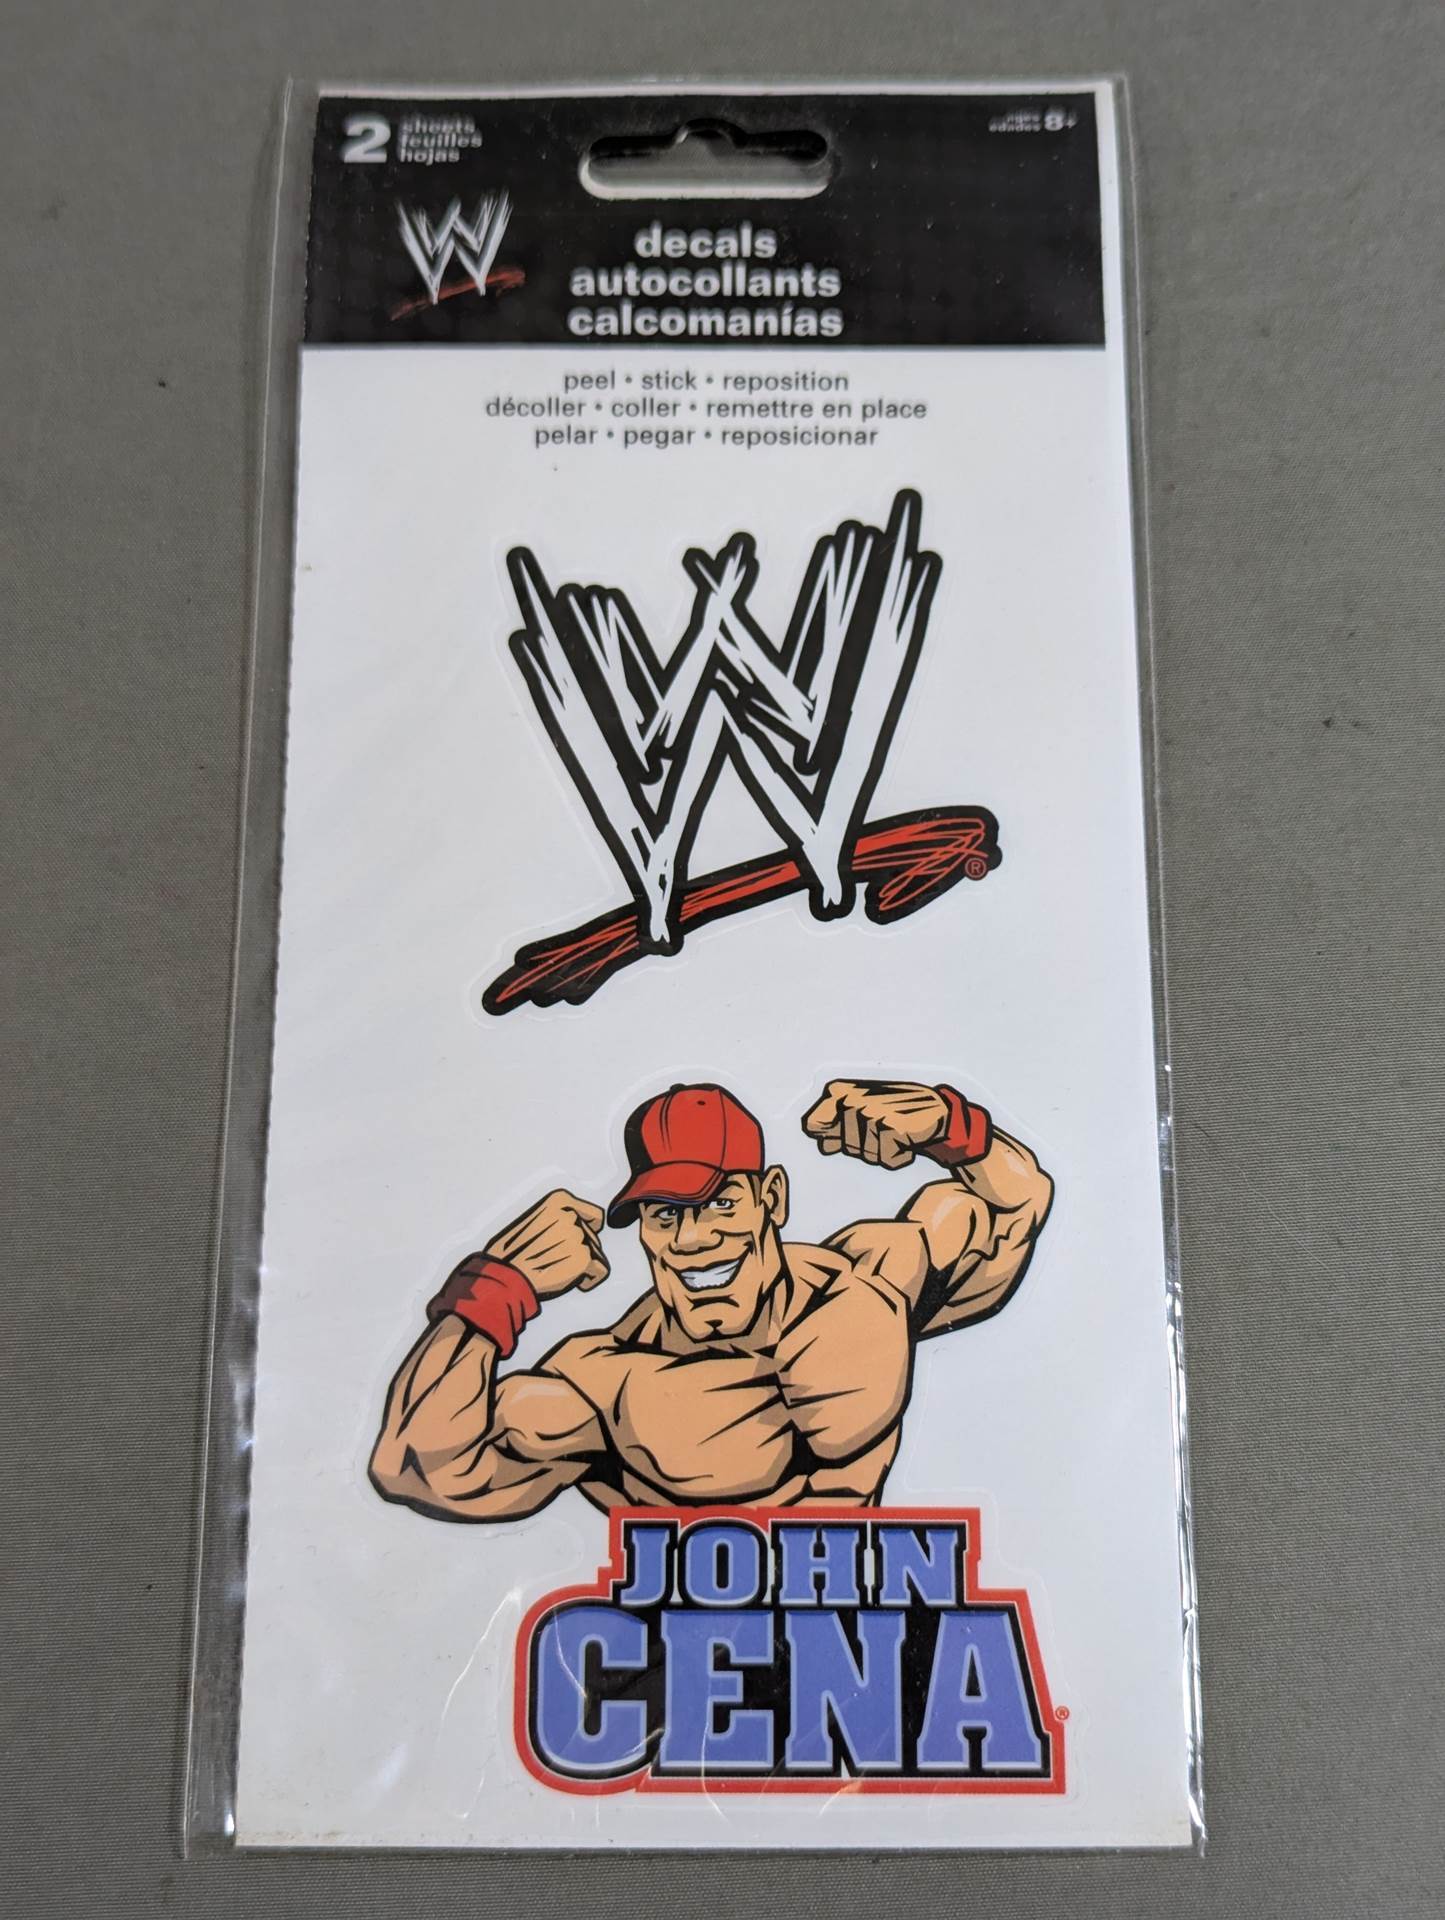 2 sheets
feuilles
hojas
ages
edades 8+
W
decals
autocollants
calcomanías
peel • stick • reposition
décoller • coller • remettre en place
pelar • pegar • reposicionar
W
®
JOHN
CENA
®